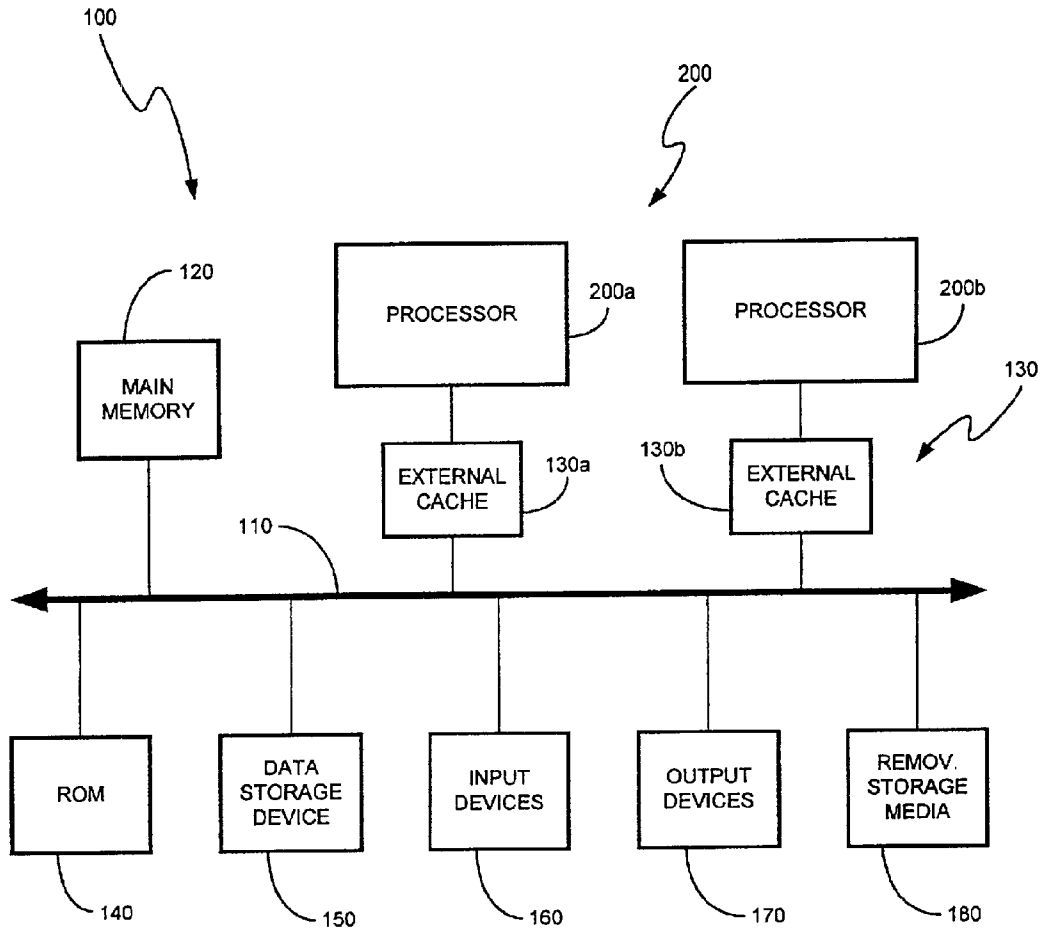 100
200
120
200a
200b
PROCESSOR
PROCESSOR
130
MAIN
MEMORY
130a
130b
EXTERNAL
CACHE
EXTERNAL
CACHE
110
ROM
DATA
STORAGE
DEVICE
INPUT
DEVICES
OUTPUT
DEVICES
REMOV.
STORAGE
MEDIA
140
150
160
170
180